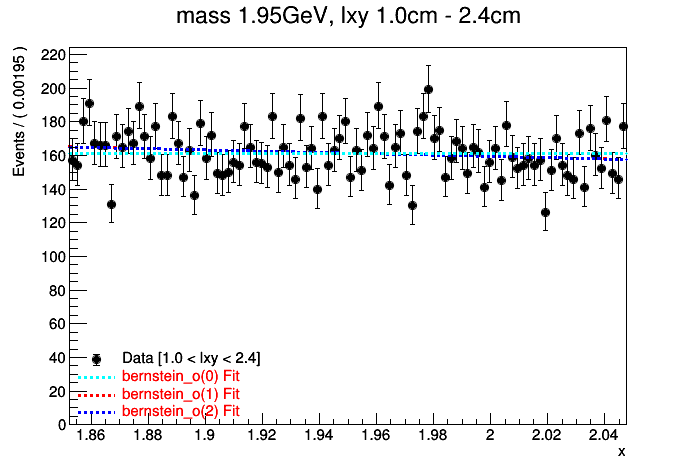 mass 1.95GeV, lxy 1.0cm - 2.4cm
Events / ( 0.00195 )
220
200
180
160
140
120
100
80
60
40
20
0
Data [1.0 < lxy < 2.4]
bernstein_o(0) Fit
bernstein_o(1) Fit
bernstein_o(2) Fit
1.86 1.88 1.9 1.92 1.94 1.96 1.98 2 2.02 2.04
x